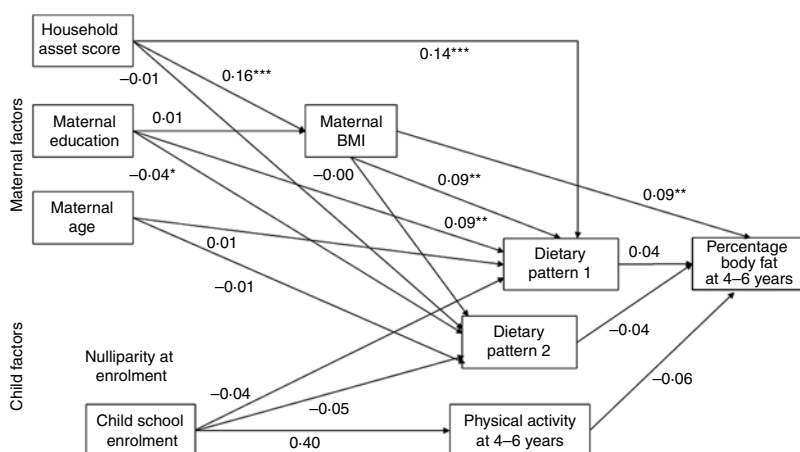 Household
asset score
0·14***
−0·01
0·16***
Maternal factors
Maternal
education
0·01
Maternal
BMI
−0·04*
−0·00
0·09**
0·09**
Maternal
age
0·09**
0·01
−0·01
Dietary
pattern 1
0·04
Percentage
body fat
at 4–6 years
Dietary
pattern 2
−0·04
Child factors
Nulliparity at
enrolment
−0·04
−0·05
−0·06
Child school
enrolment
0·40
Physical activity
at 4–6 years